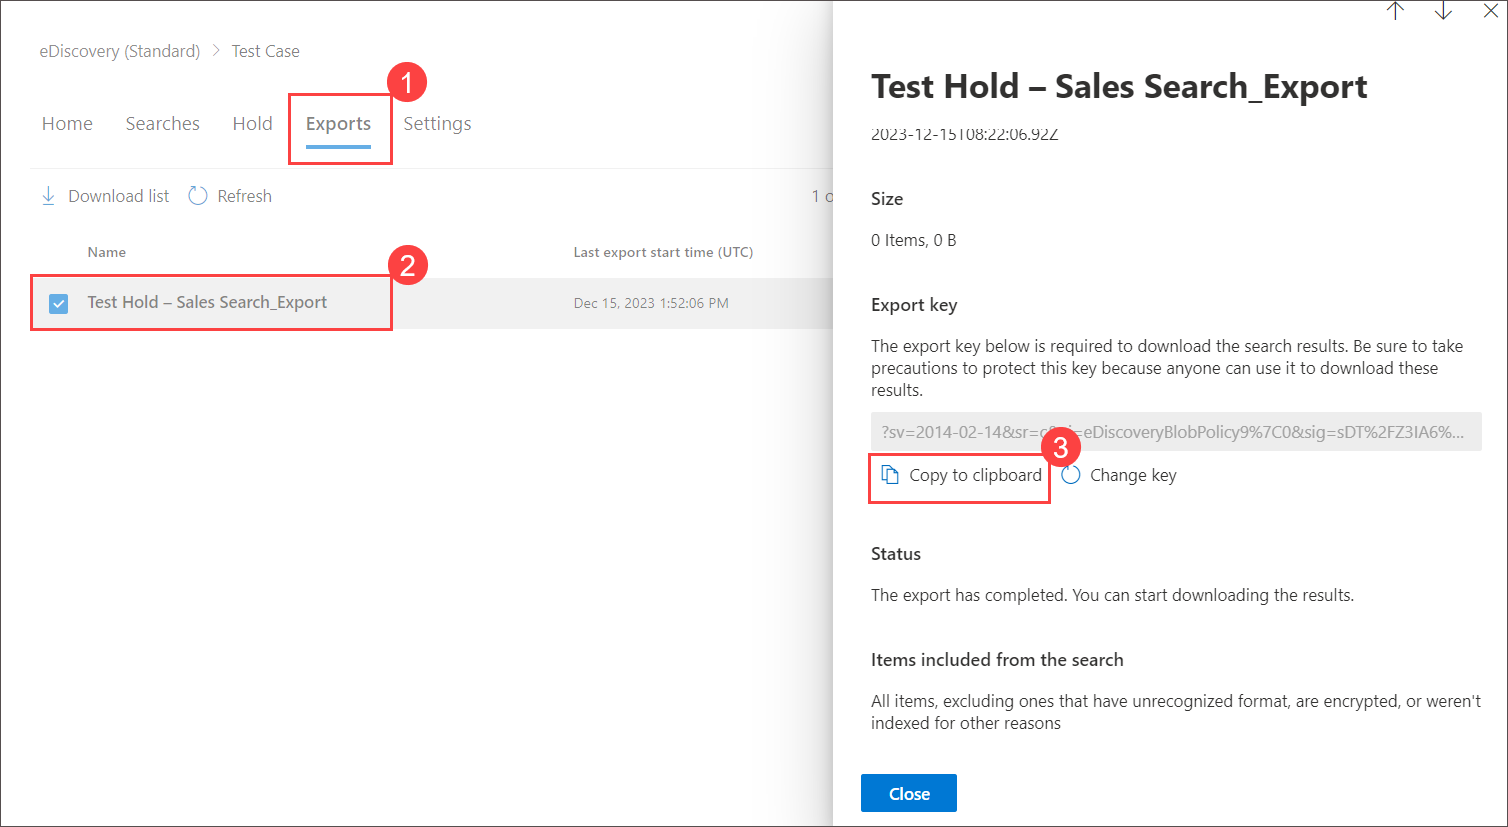 eDiscovery (Standard) > Test Case
1
Home Searches Hold Exports Settings
Download list Refresh 1 o
Name Last export start time (UTC)
2
Test Hold – Sales Search_Export Dec 15, 2023 1:52:06 PM
Test Hold – Sales Search_Export
2023-12-15T08:22:06.92Z
Size
0 Items, 0 B
Export key
The export key below is required to download the search results. Be sure to take
precautions to protect this key because anyone can use it to download these
results.
?sv=2014-02-14&sr=c&si=eDiscoveryBlobPolicy9%7C0&sig=sDT%2FZ3IA6%...
3
Copy to clipboard Change key
Status
The export has completed. You can start downloading the results.
Items included from the search
All items, excluding ones that have unrecognized format, are encrypted, or weren't
indexed for other reasons
Close